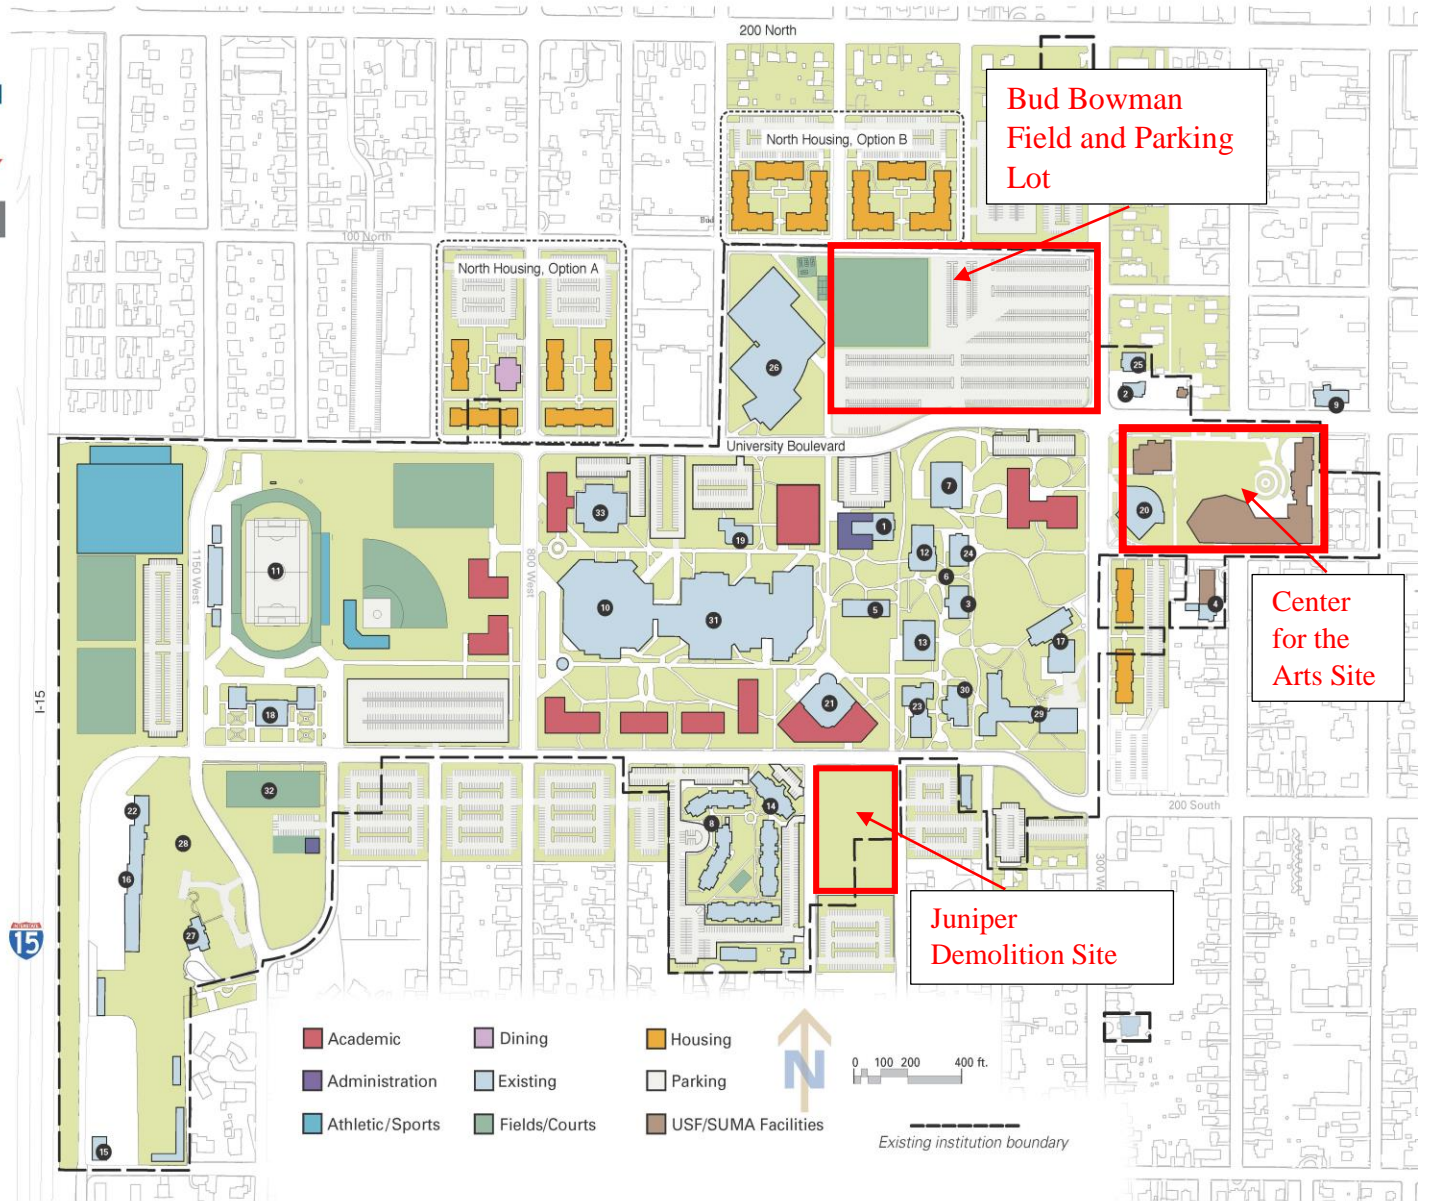 200 North
Bud Bowman
Field and Parking
Lot
North Housing, Option B
Bud
100 North
North Housing, Option A
26
25
2
9
University Boulevard
7
33
20
1
19
12
24
1150 West
800 West
11
6
10
5
3
4
31
13
17
Center
for the
Arts Site
I-15
30
21
23
18
29
200 South
32
14
22
8
28
300 We
16
Juniper
Demolition Site
27
INTERSTATE
15
Academic
Dining
Housing
Administration
Existing
Parking
Athletic/Sports
Fields/Courts
USF/SUMA Facilities
N
0 100 200 400 ft.
Existing institution boundary
15